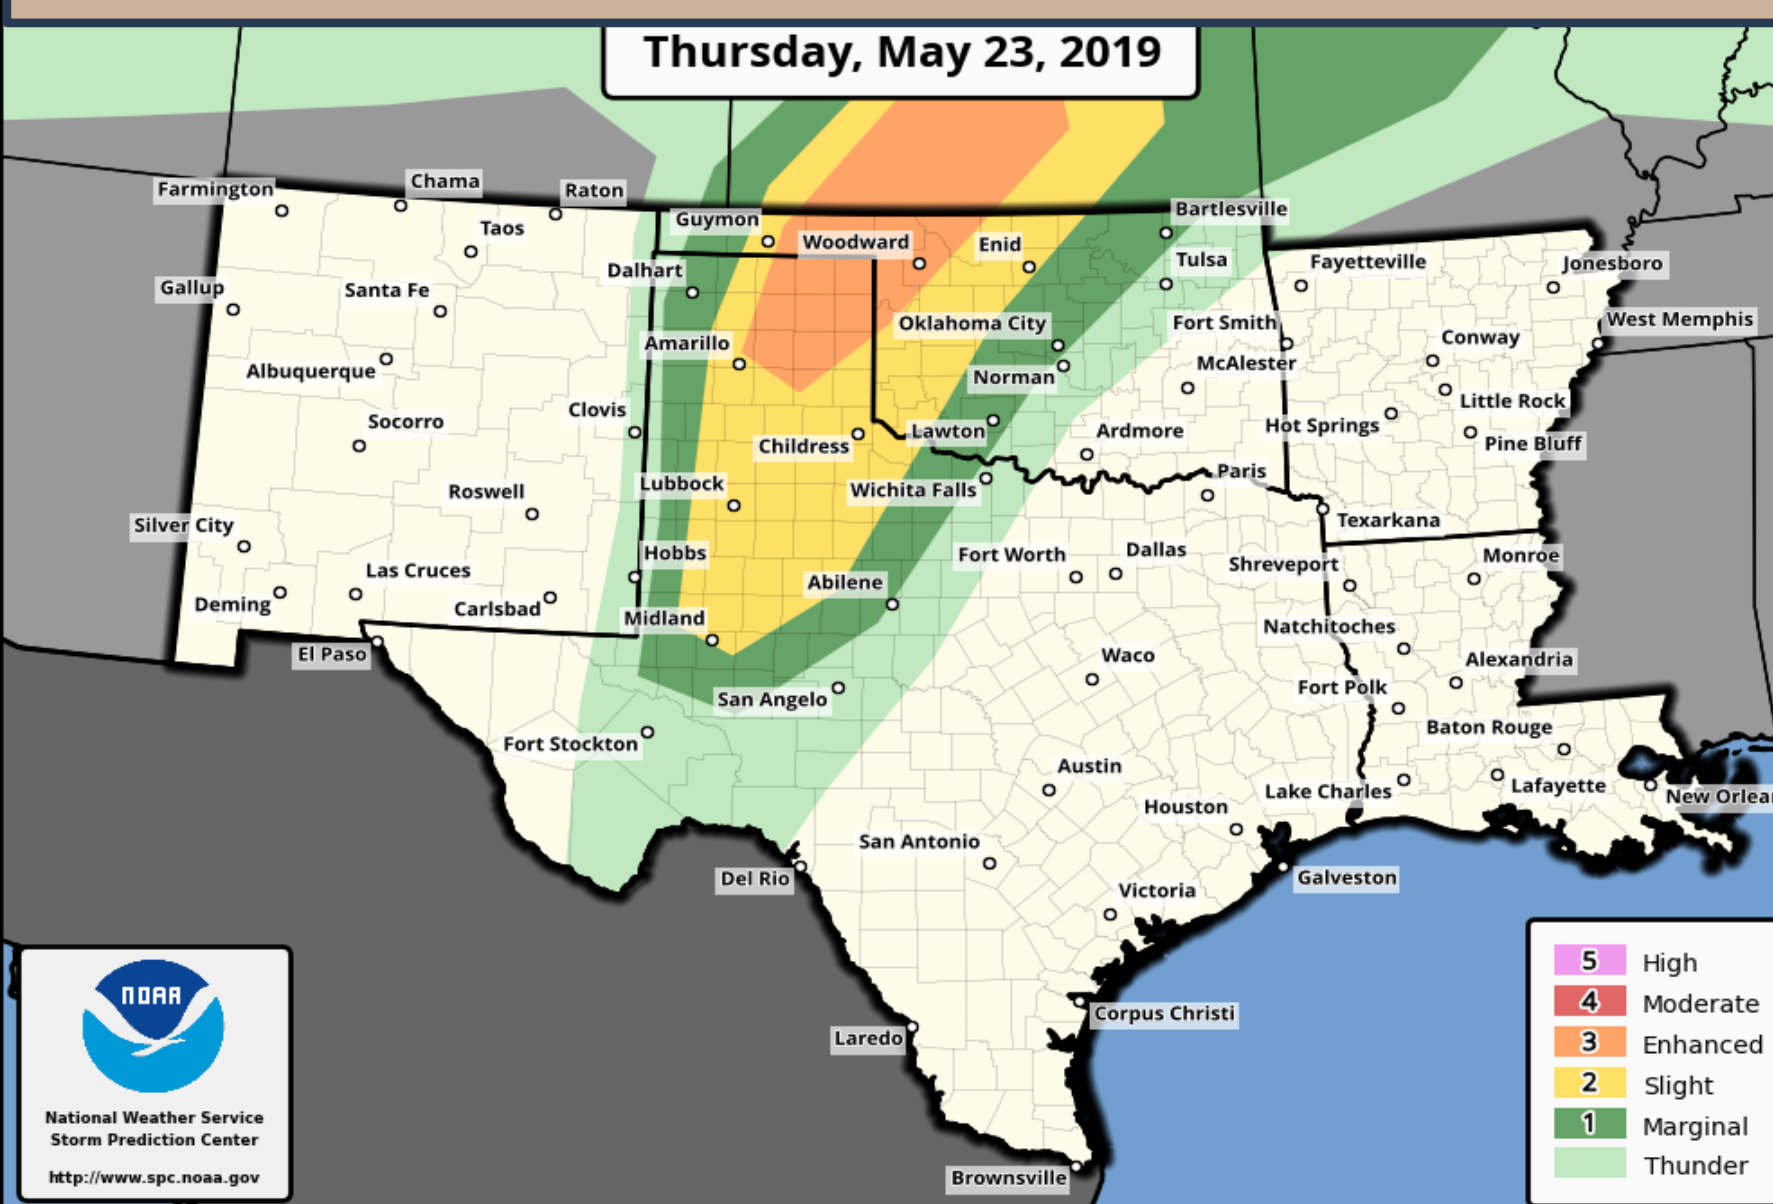 Thursday, May 23, 2019
Farmington
Chama
Raton
Taos
Guymon
Woodward
Enid
Bartlesville
Tulsa
Fayetteville
Jonesboro
Gallup
Santa Fe
Dalhart
Oklahoma City
Fort Smith
West Memphis
Albuquerque
Amarillo
Norman
McAlester
Conway
Little Rock
Socorro
Clovis
Childress
Lawton
Ardmore
Hot Springs
Pine Bluff
Roswell
Lubbock
Wichita Falls
Paris
Texarkana
Silver City
Hobbs
Fort Worth
Dallas
Shreveport
Monroe
Las Cruces
Deming
Carlsbad
Abilene
Midland
Natchitoches
El Paso
Waco
Alexandria
San Angelo
Fort Polk
Fort Stockton
Baton Rouge
Austin
Lake Charles
Lafayette
New Orlea
Houston
San Antonio
Del Rio
Galveston
Victoria
Corpus Christi
Laredo
Brownsville
NOAA
National Weather Service
Storm Prediction Center
http://www.spc.noaa.gov
5 High
4 Moderate
3 Enhanced
2 Slight
1 Marginal
Thunder